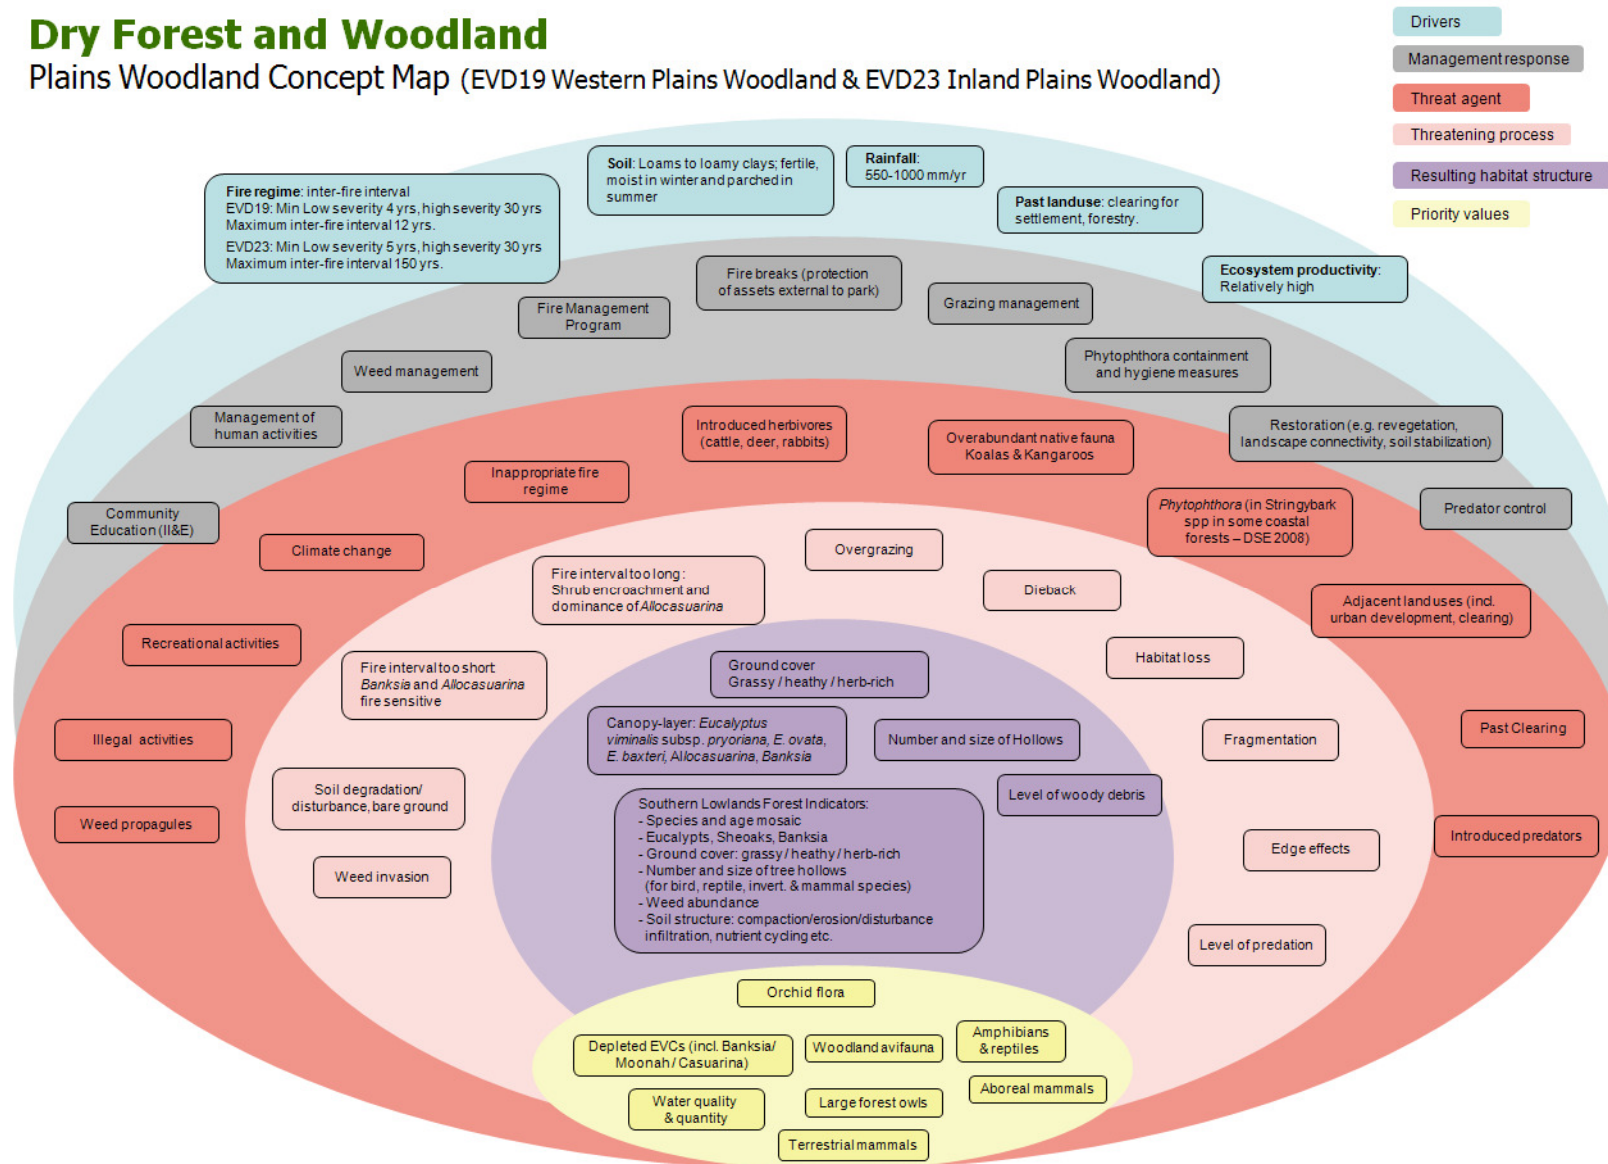 Dry Forest and Woodland
Plains Woodland Concept Map (EVD19 Western Plains Woodland & EVD23 Inland Plains Woodland)
Drivers
Management response
Threat agent
Threatening process
Resulting habitat structure
Priority values
Fire regime: inter-fire interval
EVD19: Min Low severity 4 yrs, high severity 30 yrs
Maximum inter-fire interval 12 yrs.
EVD23: Min Low severity 5 yrs, high severity 30 yrs
Maximum inter-fire interval 150 yrs.
Soil: Loams to loamy clays; fertile,
moist in winter and parched in
summer
Rainfall:
550-1000 mm/yr
Past landuse: clearing for
settlement, forestry.
Ecosystem productivity:
Relatively high
Fire breaks (protection
of assets external to park)
Grazing management
Fire Management
Program
Phytophthora containment
and hygiene measures
Weed management
Management of
human activities
Restoration (e.g. revegetation,
landscape connectivity, soil stabilization)
Community
Education (II&E)
Predator control
Introduced herbivores
(cattle, deer, rabbits)
Overabundant native fauna
Koalas & Kangaroos
Inappropriate fire
regime
Phytophthora (in Stringybark
spp in some coastal
forests – DSE 2008)
Climate change
Adjacent land uses (incl.
urban development, clearing)
Recreational activities
Illegal activities
Past Clearing
Weed propagules
Introduced predators
Overgrazing
Fire interval too long:
Shrub encroachment and
dominance of Allocasuarina
Dieback
Habitat loss
Fire interval too short
Banksia and Allocasuarina
fire sensitive
Fragmentation
Soil degradation/
disturbance, bare ground
Edge effects
Weed invasion
Level of predation
Ground cover
Grassy / heathy / herb-rich
Canopy-layer: Eucalyptus
viminalis subsp. pryoriana, E. ovata,
E. baxteri, Allocasuarina, Banksia
Number and size of Hollows
Level of woody debris
Southern Lowlands Forest Indicators:
- Species and age mosaic
- Eucalypts, Sheoaks, Banksia
- Ground cover: grassy / heathy / herb-rich
- Number and size of tree hollows
(for bird, reptile, invert. & mammal species)
- Weed abundance
- Soil structure: compaction/erosion/disturbance
infiltration, nutrient cycling etc.
Orchid flora
Depleted EVCs (incl. Banksia/
Moonah / Casuarina)
Woodland avifauna
Amphibians
& reptiles
Aboreal mammals
Water quality
& quantity
Large forest owls
Terrestrial mammals